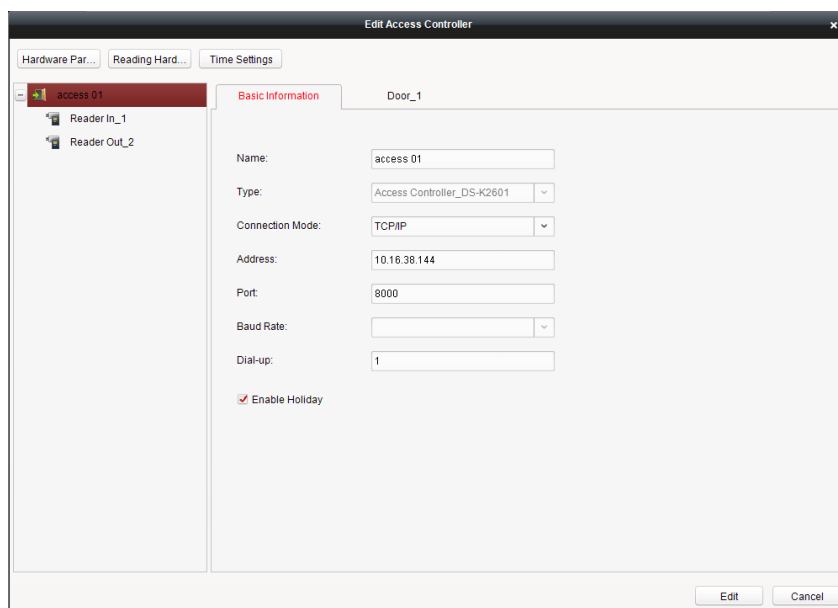 Edit Access Controller
Hardware Par... Reading Hard... Time Settings
access 01
Reader In_1
Reader Out_2
Basic Information Door_1
Name: access 01
Type: Access Controller_DS-K2601
Connection Mode: TCP/IP
Address: 10.16.38.144
Port: 8000
Baud Rate:
Dial-up: 1
Enable Holiday
Edit Cancel